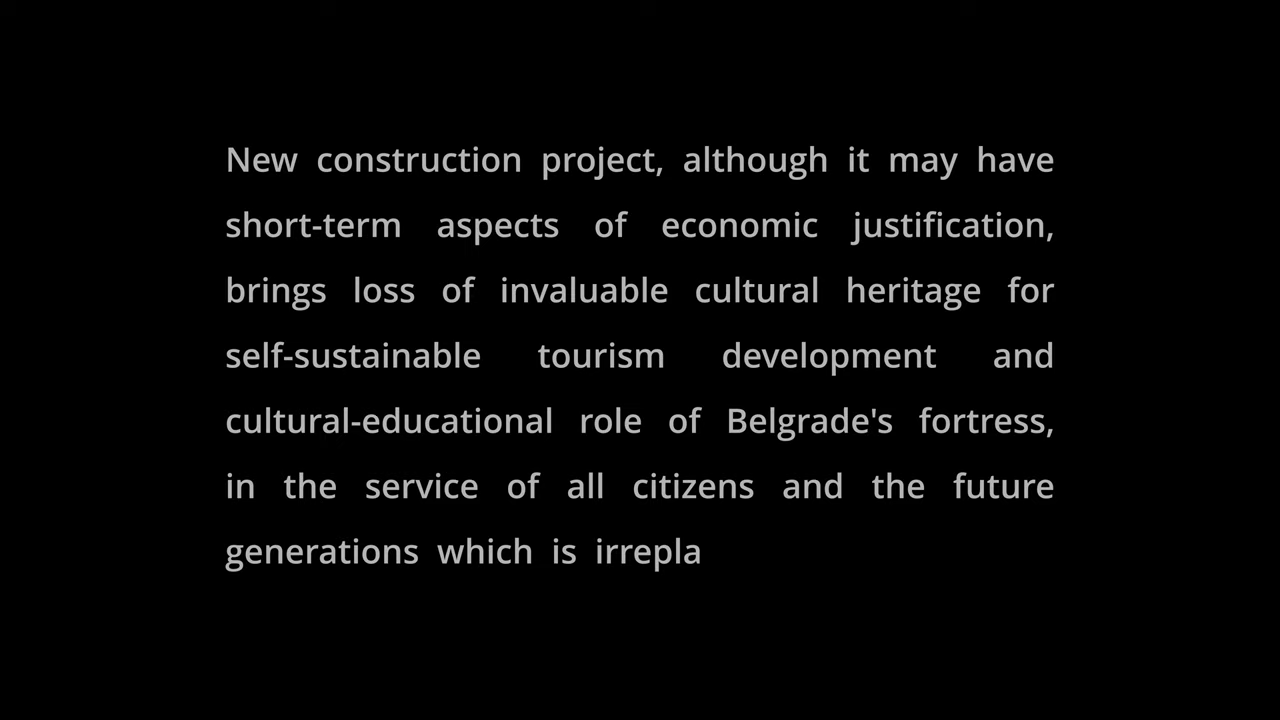 New construction project, although it may have
short-term aspects of economic justification,
brings loss of invaluable cultural heritage for
self-sustainable tourism development and
cultural-educational role of Belgrade's fortress,
in the service of all citizens and the future
generations which is irrepla